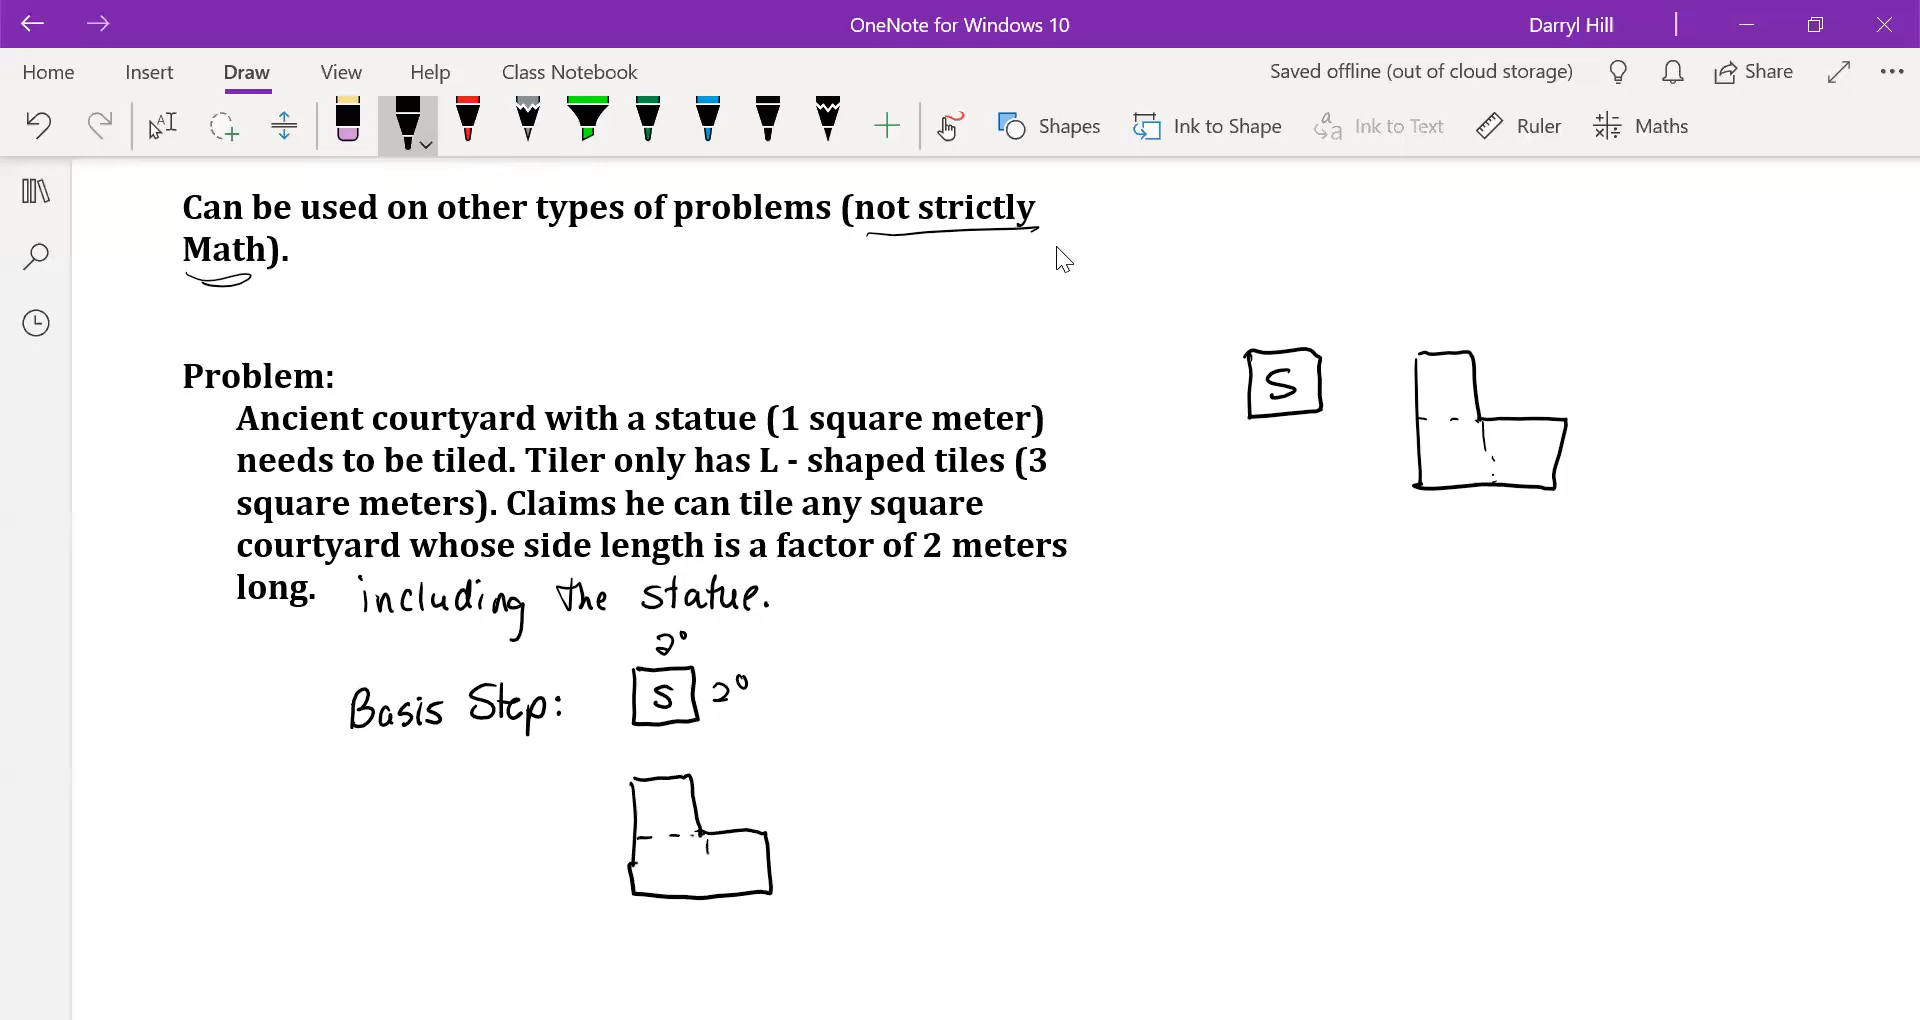 OneNote for Windows 10
Darryl Hill
Home Insert Draw View Help Class Notebook
Saved offline (out of cloud storage) Share
Shapes Ink to Shape Ink to Text Ruler Maths
Can be used on other types of problems (not strictly
Math).
Problem:
Ancient courtyard with a statue (1 square meter)
needs to be tiled. Tiler only has L - shaped tiles (3
square meters). Claims he can tile any square
courtyard whose side length is a factor of 2 meters
long. including the statue.
S
2⁰
Basis Step: S 2⁰